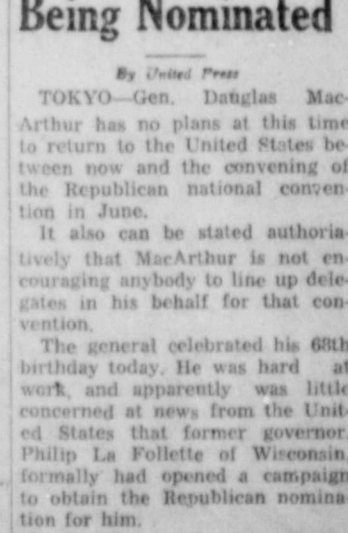 Being Nominated
By United Press
TOKYO—Gen. Dauglas Mac-
Arthur has no plans at this time
to return to the United States be-
tween now and the convening of
the Republican national conven-
tion in June.
It also can be stated authoria-
tively that MacArthur is not en-
couraging anybody to line up dele-
gates in his behalf for that con-
vention.
The general celebrated his 68th
birthday today. He was hard at
work, and apparently was little
concerned at news from the Unit-
ed States that former governor
Philip La Follette of Wisconsin,
formally had opened a campaign
to obtain the Republican nomina-
tion for him.